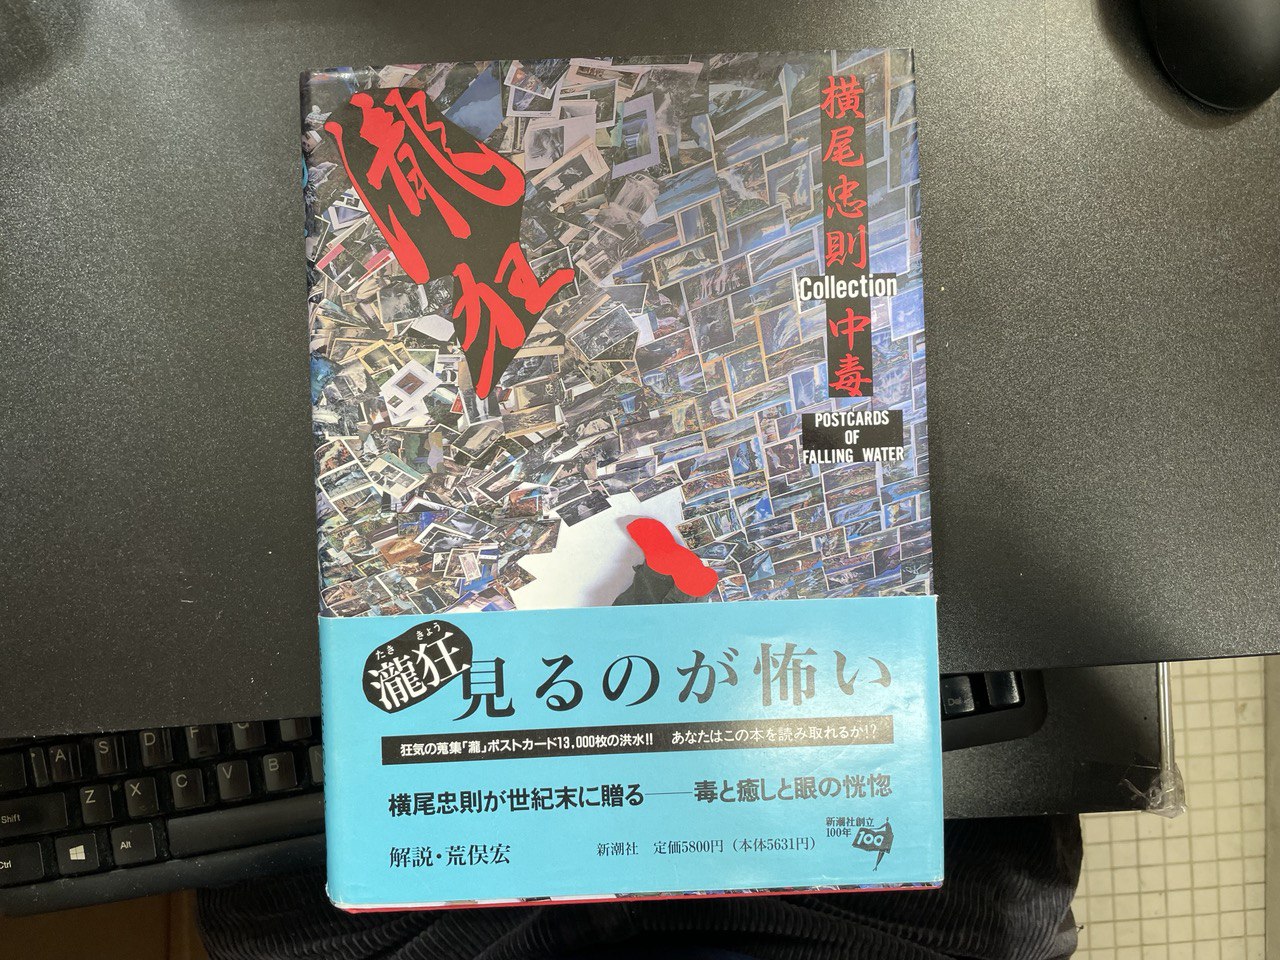 瀧狂
横尾忠則
Collection
中毒
POSTCARDS
OF
FALLING WATER
たききょう
瀧狂
見るのが怖い
狂気の蒐集「瀧」ポストカード13,000枚の洪水!! あなたはこの本を読み取れるか!?
横尾忠則が世紀末に贈る──毒と癒しと眼の恍惚
解説・荒俣宏
新潮社 定価5800円(本体5631円)
新潮社創立
100年
100
A S D F
Z X C V B
Shift
Ctrl
Alt